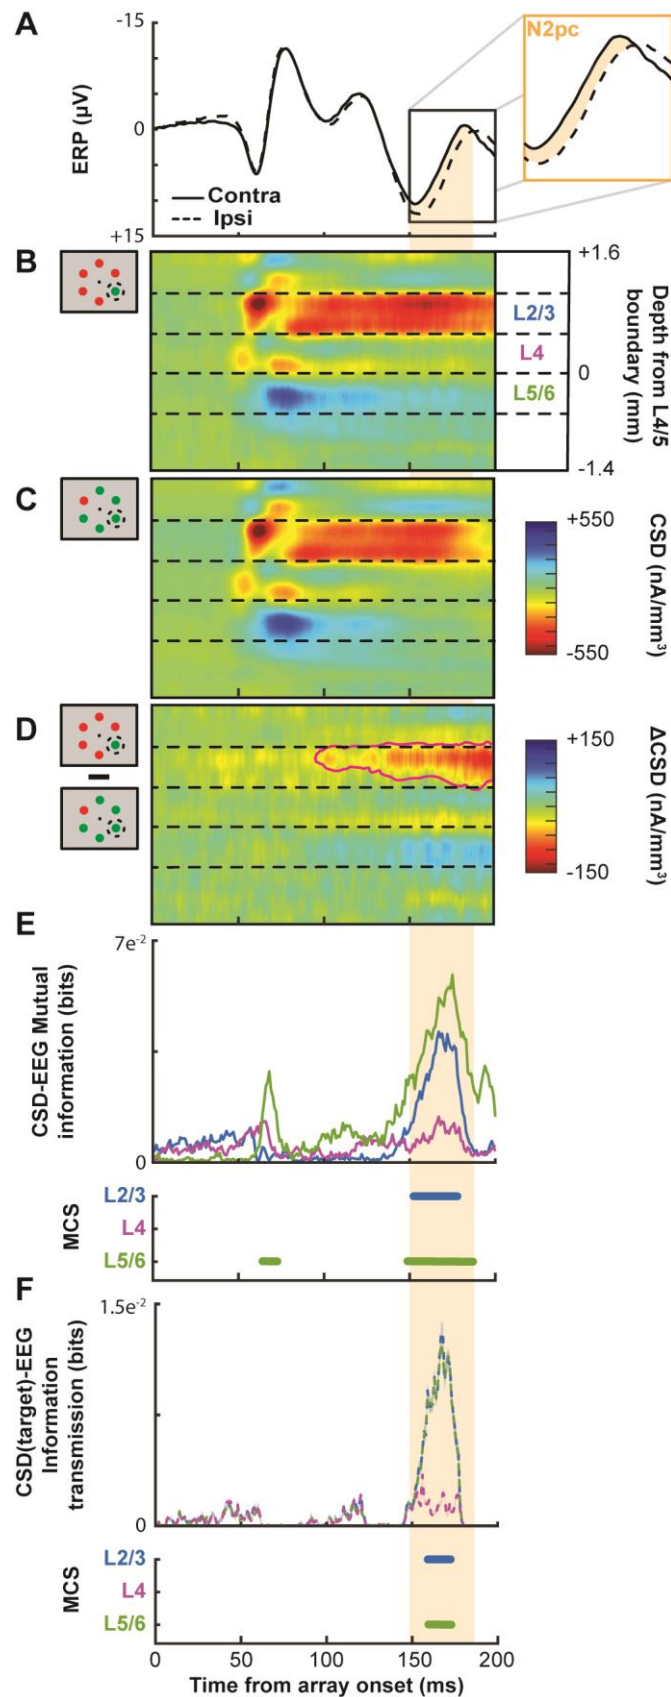 A
-15
0
+15
ERP (µV)
Contra
Ipsi
N2pc
B
L2/3
L4
L5/6
+1.6
0
-1.4
Depth from L4/5
boundary (mm)
C
+550
-550
CSD (nA/mm³)
D
+150
-150
ΔCSD (nA/mm³)
E
7e⁻²
0
CSD-EEG Mutual
information (bits)
MCS
L2/3
L4
L5/6
F
1.5e⁻²
0
CSD(target)-EEG
Information
transmission (bits)
MCS
L2/3
L4
L5/6
0
50
100
150
200
Time from array onset (ms)